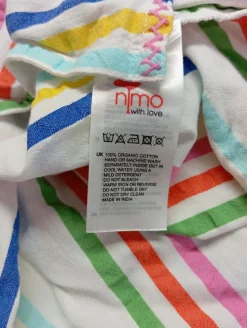 nimo
with love
UK 100% ORGANIC COTTON
HAND OR MACHINE WASH
SEPARATELY INSIDE OUT IN
COOL WATER USING A
MILD DETERGENT
DO NOT BLEACH
WARM IRON ON REVERSE
DO NOT TUMBLE DRY
DO NOT DRY CLEAN
MADE IN INDIA